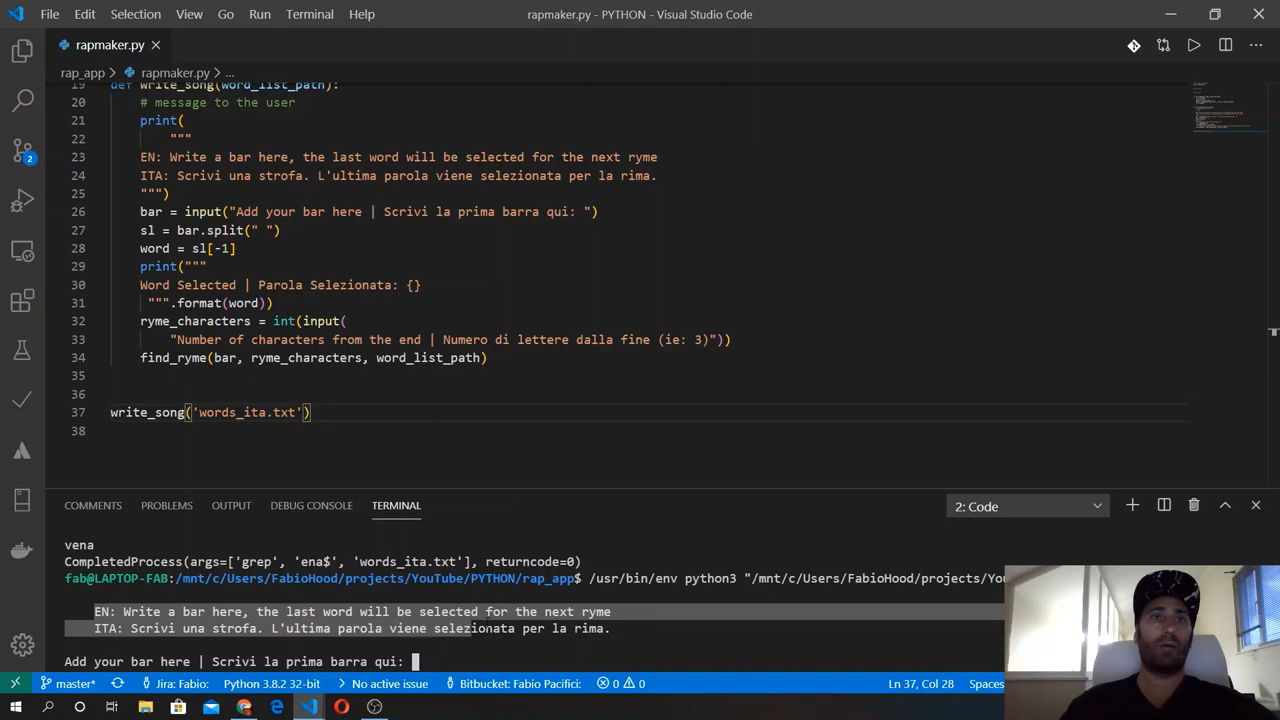 File Edit Selection View Go Run Terminal Help rapmaker.py - PYTHON - Visual Studio Code
rapmaker.py
rap_app > rapmaker.py > ...
19 def write_song(word_list_path):
20 # message to the user
21 print(
22 """
23 EN: Write a bar here, the last word will be selected for the next ryme
24 ITA: Scrivi una strofa. L'ultima parola viene selezionata per la rima.
25 """)
26 bar = input("Add your bar here | Scrivi la prima barra qui: ")
27 sl = bar.split(" ")
28 word = sl[-1]
29 print("""
30 Word Selected | Parola Selezionata: {}
31 """.format(word))
32 ryme_characters = int(input(
33 "Number of characters from the end | Numero di lettere dalla fine (ie: 3)"))
34 find_ryme(bar, ryme_characters, word_list_path)
35
36
37 write_song('words_ita.txt')
38
COMMENTS PROBLEMS OUTPUT DEBUG CONSOLE TERMINAL 2: Code
vena
CompletedProcess(args=['grep', 'ena$', 'words_ita.txt'], returncode=0)
fab@LAPTOP-FAB:/mnt/c/Users/FabioHood/projects/YouTube/PYTHON/rap_app$ /usr/bin/env python3 "/mnt/c/Users/FabioHood/projects/You
EN: Write a bar here, the last word will be selected for the next ryme
ITA: Scrivi una strofa. L'ultima parola viene selezionata per la rima.
Add your bar here | Scrivi la prima barra qui:
2
master* Jira: Fabio: Python 3.8.2 32-bit No active issue Bitbucket: Fabio Pacifici: 0 0 Ln 37, Col 28 Spaces